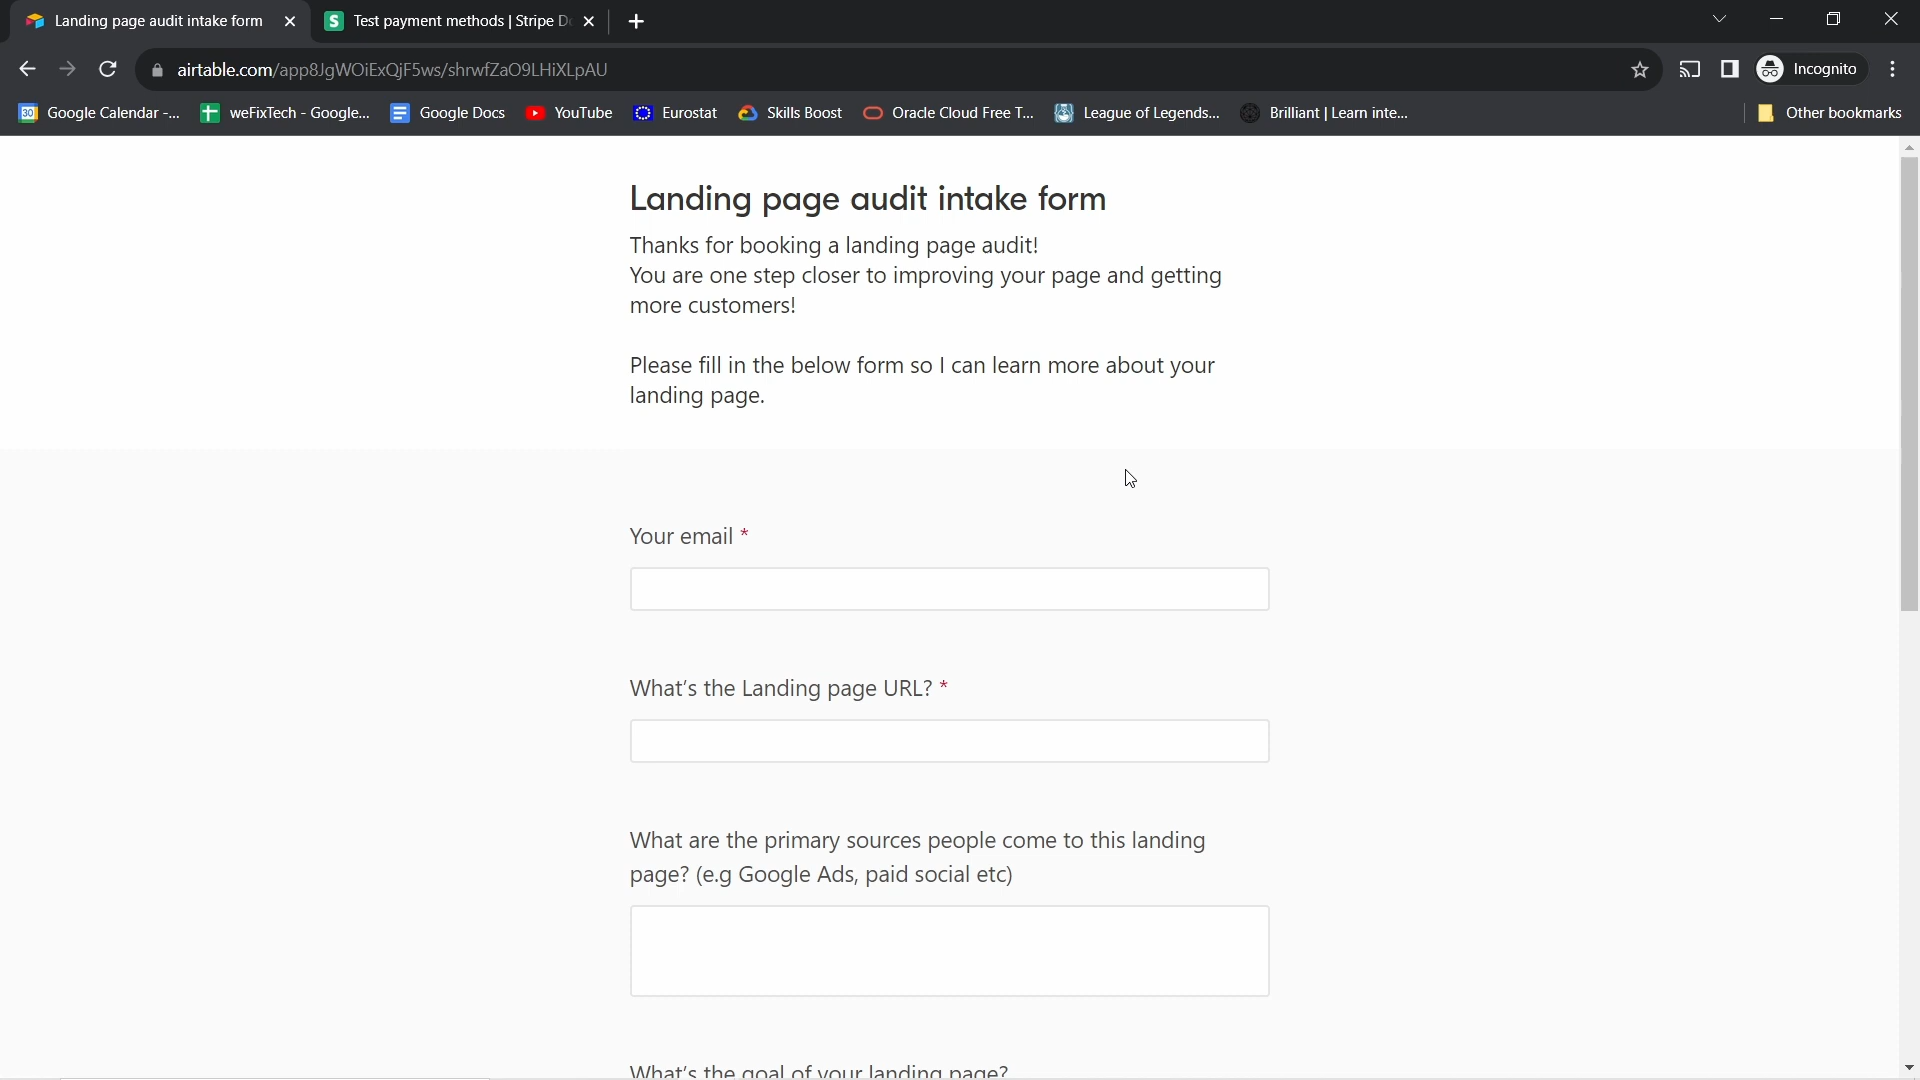 Landing page audit intake form
Test payment methods | Stripe D
airtable.com/app8JgWOiExQjF5ws/shrwfZaO9LHiXLpAU
Incognito
30
Google Calendar -...
weFixTech - Google...
Google Docs
YouTube
Eurostat
Skills Boost
Oracle Cloud Free T...
League of Legends...
Brilliant | Learn inte...
Other bookmarks
Landing page audit intake form
Thanks for booking a landing page audit!
You are one step closer to improving your page and getting
more customers!
Please fill in the below form so I can learn more about your
landing page.
Your email *
What's the Landing page URL? *
What are the primary sources people come to this landing
page? (e.g Google Ads, paid social etc)
What's the goal of your landing page?